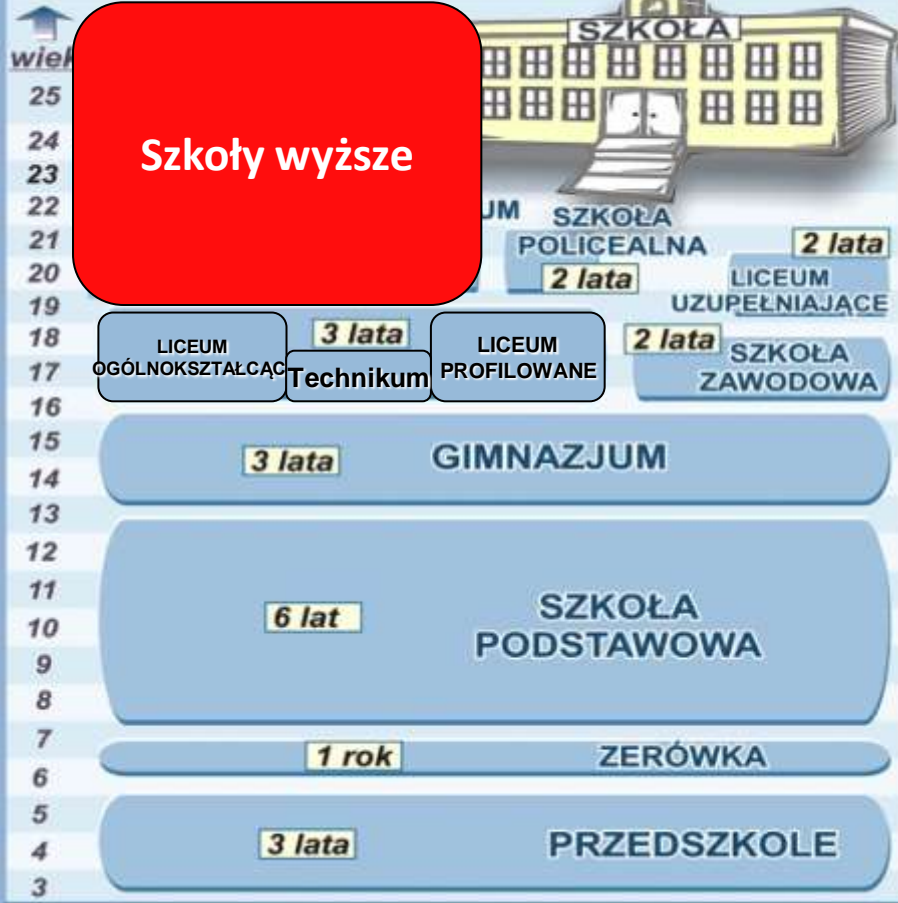 SZKOŁA
wiek
25
24
23
22
21
20
19
18
17
16
15
14
13
12
11
10
9
8
7
6
5
4
3
Szkoły wyższe
UM
SZKOŁA
POLICEALNA
2 lata
2 lata
LICEUM
UZUPEŁNIAJĄCE
LICEUM
OGÓLNOKSZTAŁCĄC
3 lata
Technikum
LICEUM
PROFILOWANE
2 lata
SZKOŁA
ZAWODOWA
3 lata
GIMNAZJUM
6 lat
SZKOŁA
PODSTAWOWA
1 rok
ZERÓWKA
3 lata
PRZEDSZKOLE